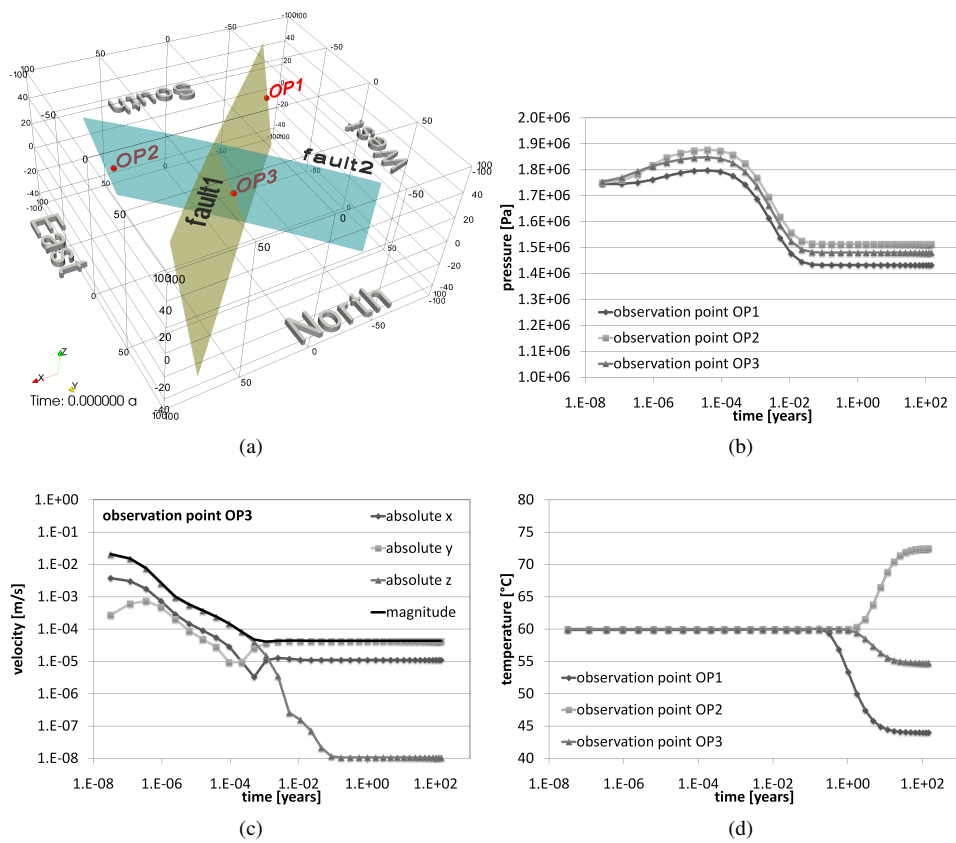 -100100
-50
0
50
100
-100
OP1
South
West
OP2
OP3
fault1
fault2
East
North
X
Y
Z
Time: 0.000000 a
(a)
2.0E+06
1.9E+06
1.8E+06
1.7E+06
1.6E+06
1.5E+06
1.4E+06
1.3E+06
1.2E+06
1.1E+06
1.0E+06
pressure [Pa]
observation point OP1
observation point OP2
observation point OP3
1.E-08 1.E-06 1.E-04 1.E-02 1.E+00 1.E+02
time [years]
(b)
1.E+00
1.E-01
1.E-02
1.E-03
1.E-04
1.E-05
1.E-06
1.E-07
1.E-08
velocity [m/s]
observation point OP3
absolute x
absolute y
absolute z
magnitude
1.E-08 1.E-06 1.E-04 1.E-02 1.E+00 1.E+02
time [years]
(c)
80
75
70
65
60
55
50
45
40
temperature [°C]
observation point OP1
observation point OP2
observation point OP3
1.E-08 1.E-06 1.E-04 1.E-02 1.E+00 1.E+02
time [years]
(d)